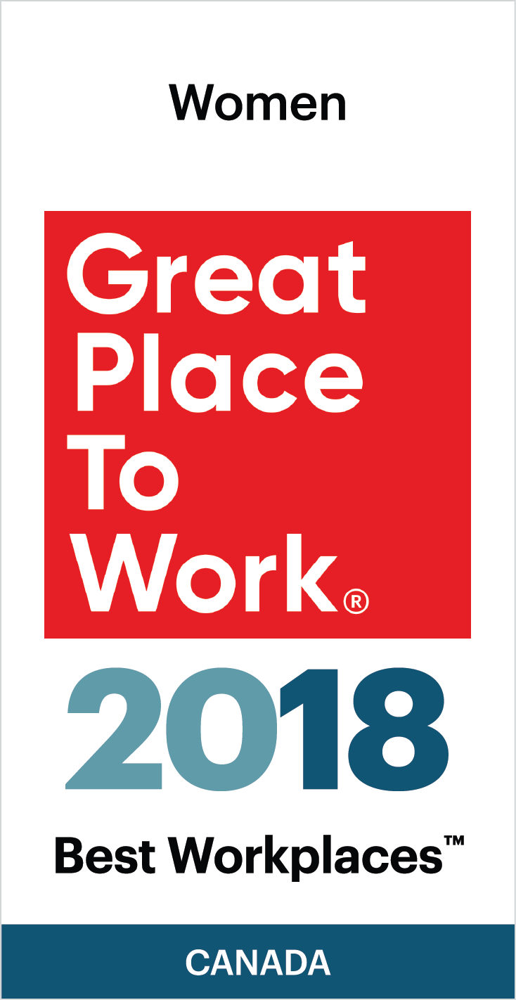 Women
Great
Place
To
Work®
2018
Best Workplaces™
CANADA